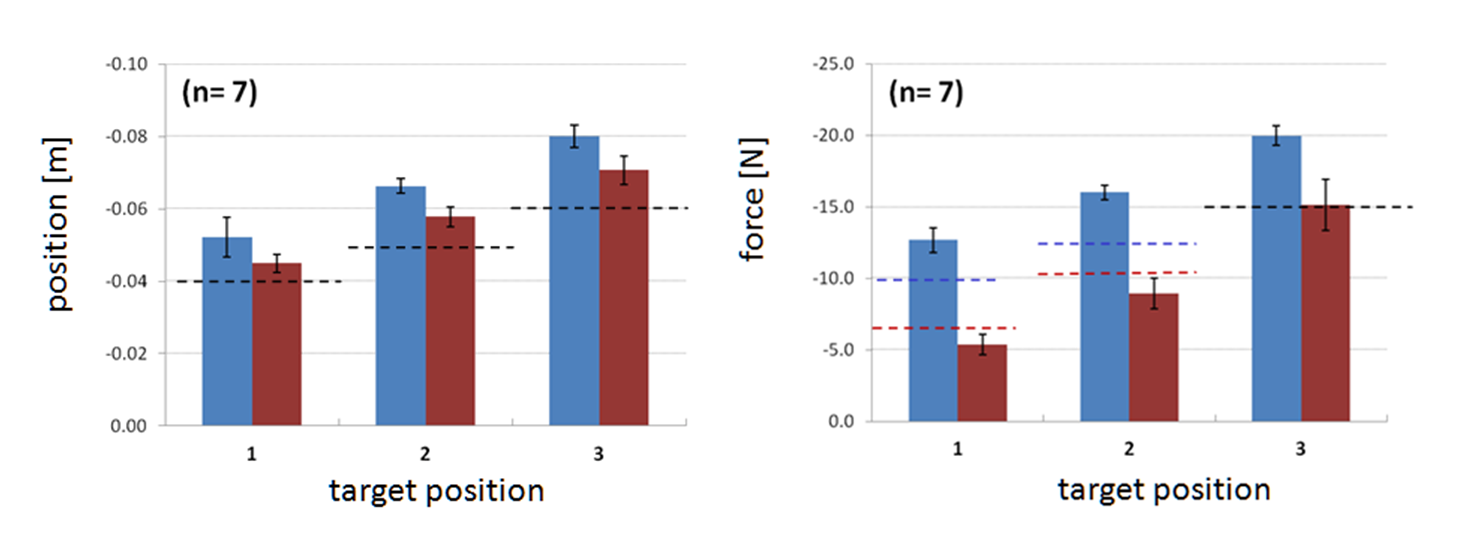 (n= 7)
position [m]
-0.10
-0.08
-0.06
-0.04
-0.02
0.00
1 2 3
target position
(n= 7)
force [N]
-25.0
-20.0
-15.0
-10.0
-5.0
0.0
1 2 3
target position